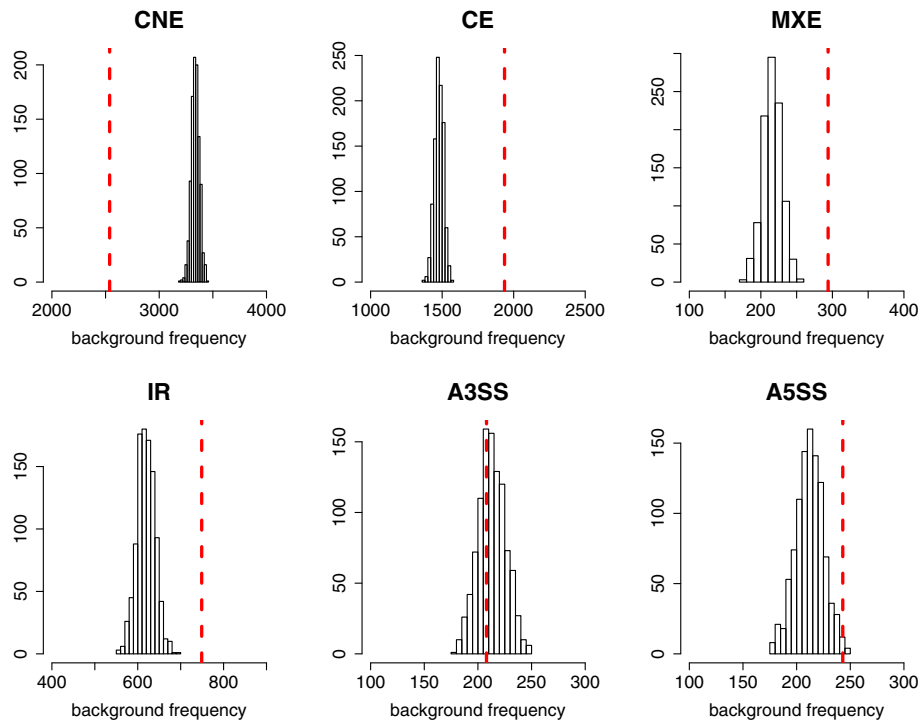 CNE
0 50 100 150 200
2000 3000 4000
background frequency
CE
0 50 100 150 200 250
1000 1500 2000 2500
background frequency
MXE
0 50 150 250
100 200 300 400
background frequency
IR
0 50 100 150
400 600 800
background frequency
A3SS
0 50 100 150
100 150 200 250 300
background frequency
A5SS
0 50 100 150
100 150 200 250 300
background frequency